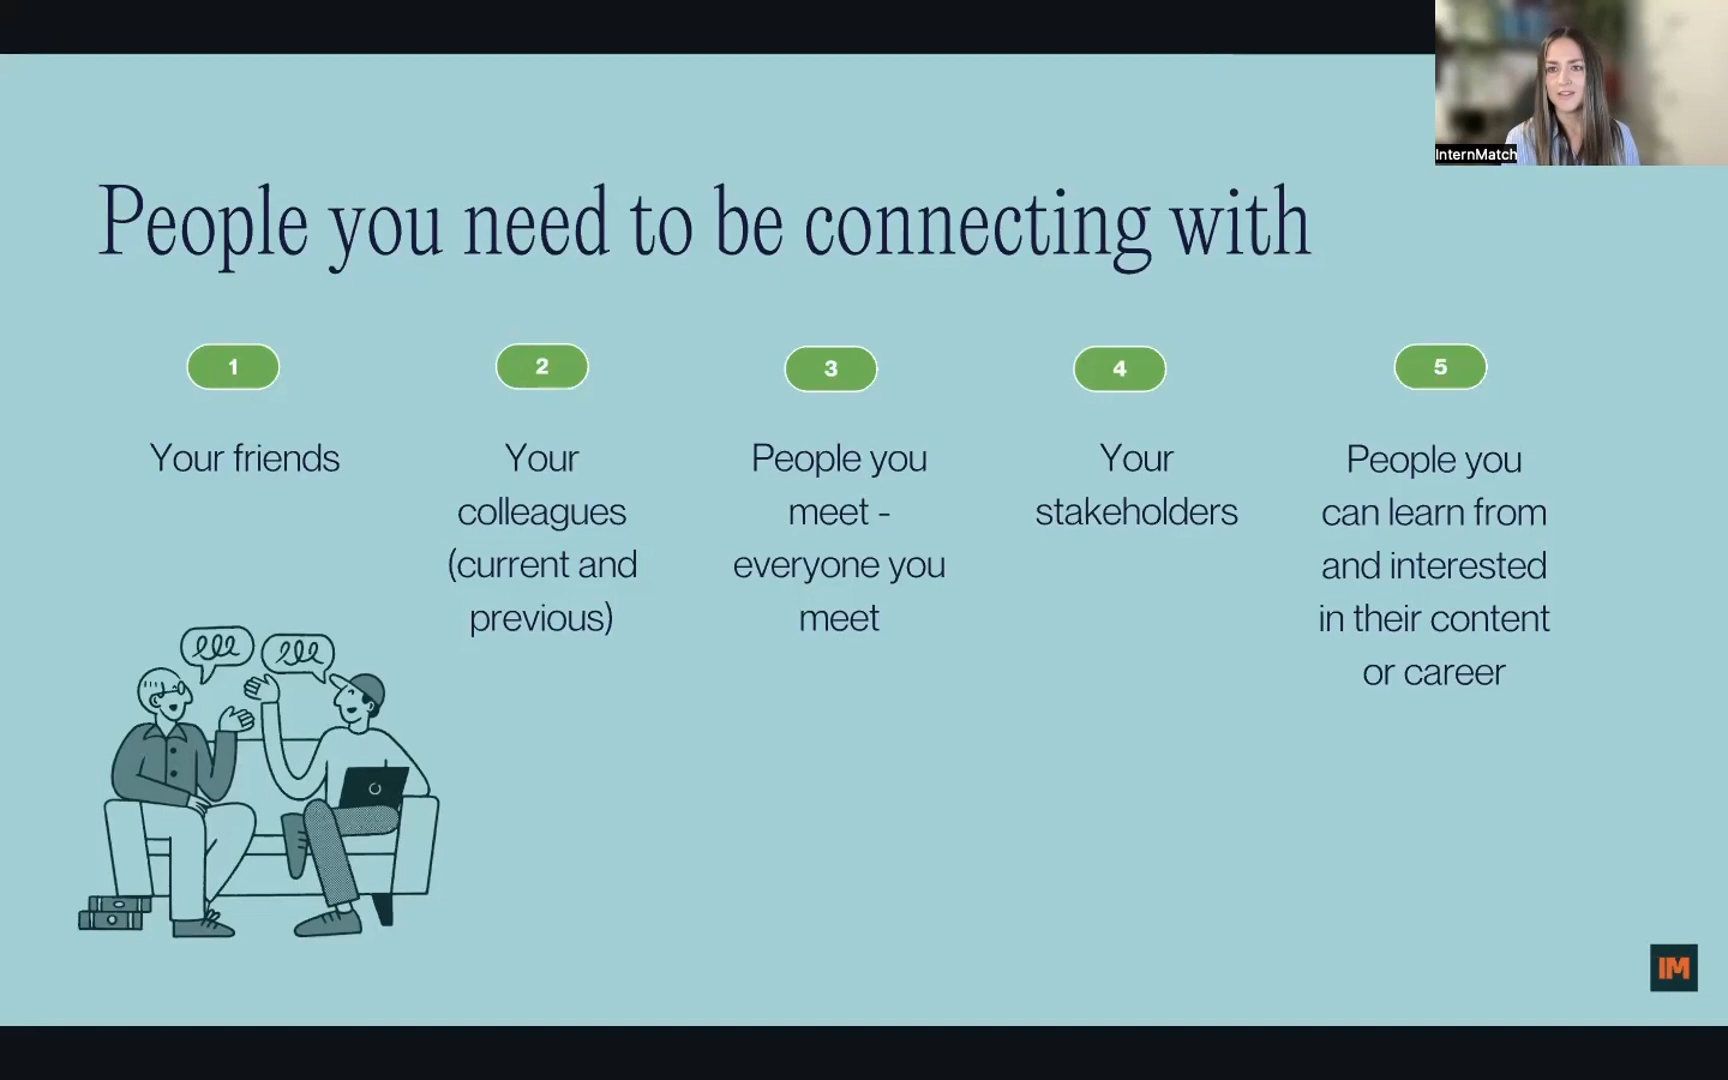 InternMatch
People you need to be connecting with
1
Your friends
2
Your
colleagues
(current and
previous)
3
People you
meet -
everyone you
meet
4
Your
stakeholders
5
People you
can learn from
and interested
in their content
or career
IM